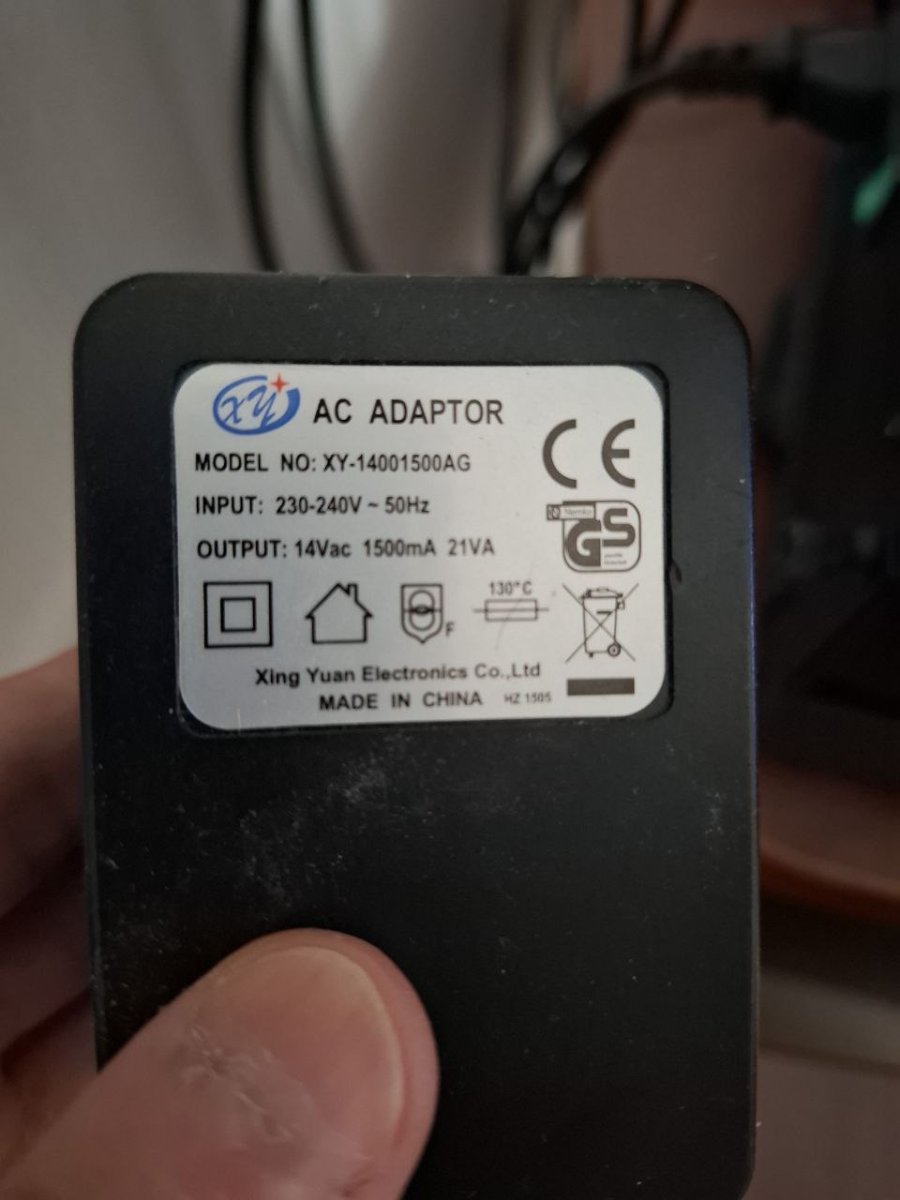 XY AC ADAPTOR
MODEL NO: XY-14001500AG
INPUT: 230-240V ~ 50Hz
OUTPUT: 14Vac 1500mA 21VA
CE
Nemko
GS
130°C
F
Xing Yuan Electronics Co.,Ltd
MADE IN CHINA HZ 1505